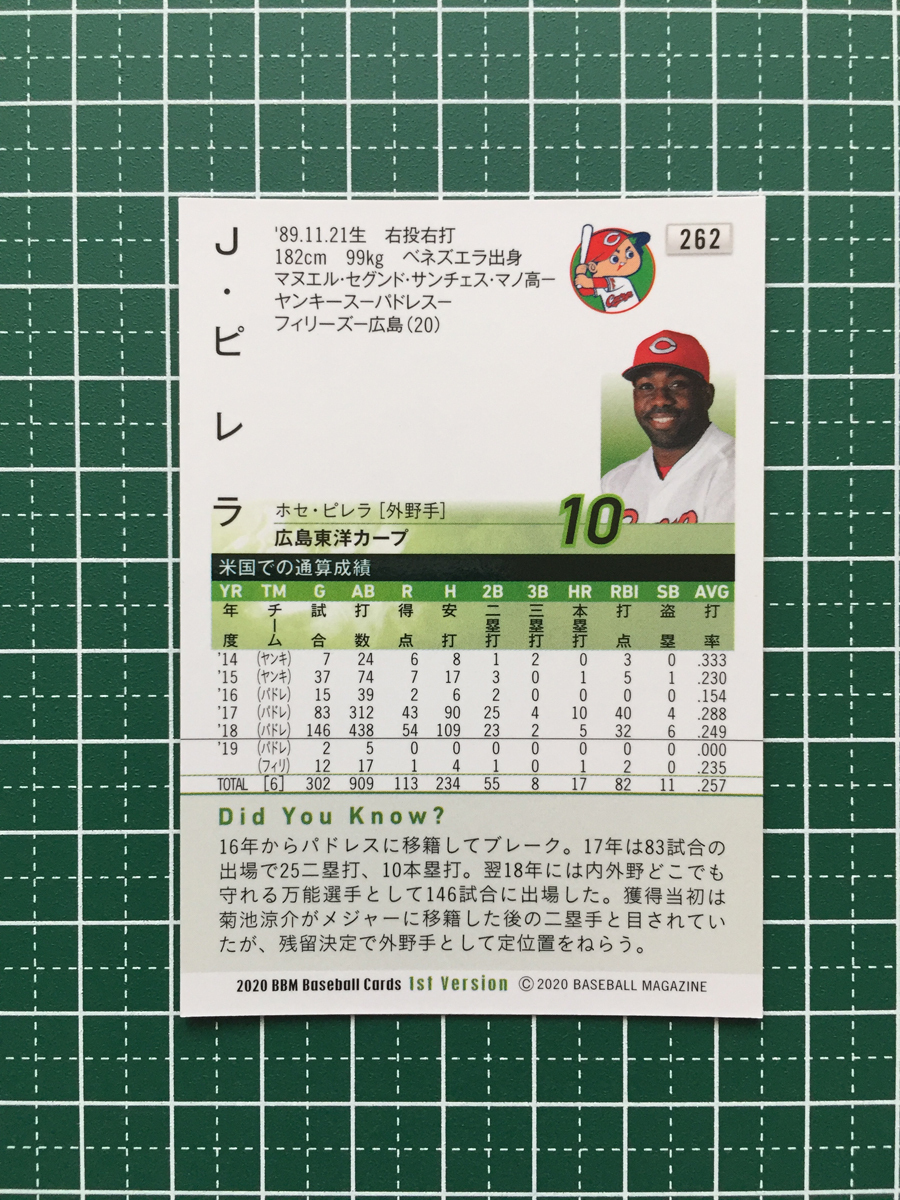 J・ピレラ
'89.11.21生 右投右打
182cm 99kg ベネズエラ出身
マヌエル・セグンド・サンチェス・マノ高ー
ヤンキースーパドレスー
フィリーズー広島(20)
262
C
Carp
ホセ・ピレラ [外野手]
10
広島東洋カープ
米国での通算成績
YR TM G AB R H 2B 3B HR RBI SB AVG
年度 チーム 試合 打数 得点 安打 二塁打 三塁打 本塁打 打点 盗塁 打率
'14 (ヤンキ) 7 24 6 8 1 2 0 3 0 .333
'15 (ヤンキ) 37 74 7 17 3 0 1 5 1 .230
'16 (パドレ) 15 39 2 6 2 0 0 0 0 .154
'17 (パドレ) 83 312 43 90 25 4 10 40 4 .288
'18 (パドレ) 146 438 54 109 23 2 5 32 6 .249
'19 (パドレ) 2 5 0 0 0 0 0 0 0 .000
(フィリ) 12 17 1 4 1 0 1 2 0 .235
TOTAL [6] 302 909 113 234 55 8 17 82 11 .257
Did You Know?
16年からパドレスに移籍してブレーク。17年は83試合の
出場で25二塁打、10本塁打。翌18年には内外野どこでも
守れる万能選手として146試合に出場した。獲得当初は
菊池涼介がメジャーに移籍した後の二塁手と目されてい
たが、残留決定で外野手として定位置をねらう。
2020 BBM Baseball Cards 1st Version ©2020 BASEBALL MAGAZINE